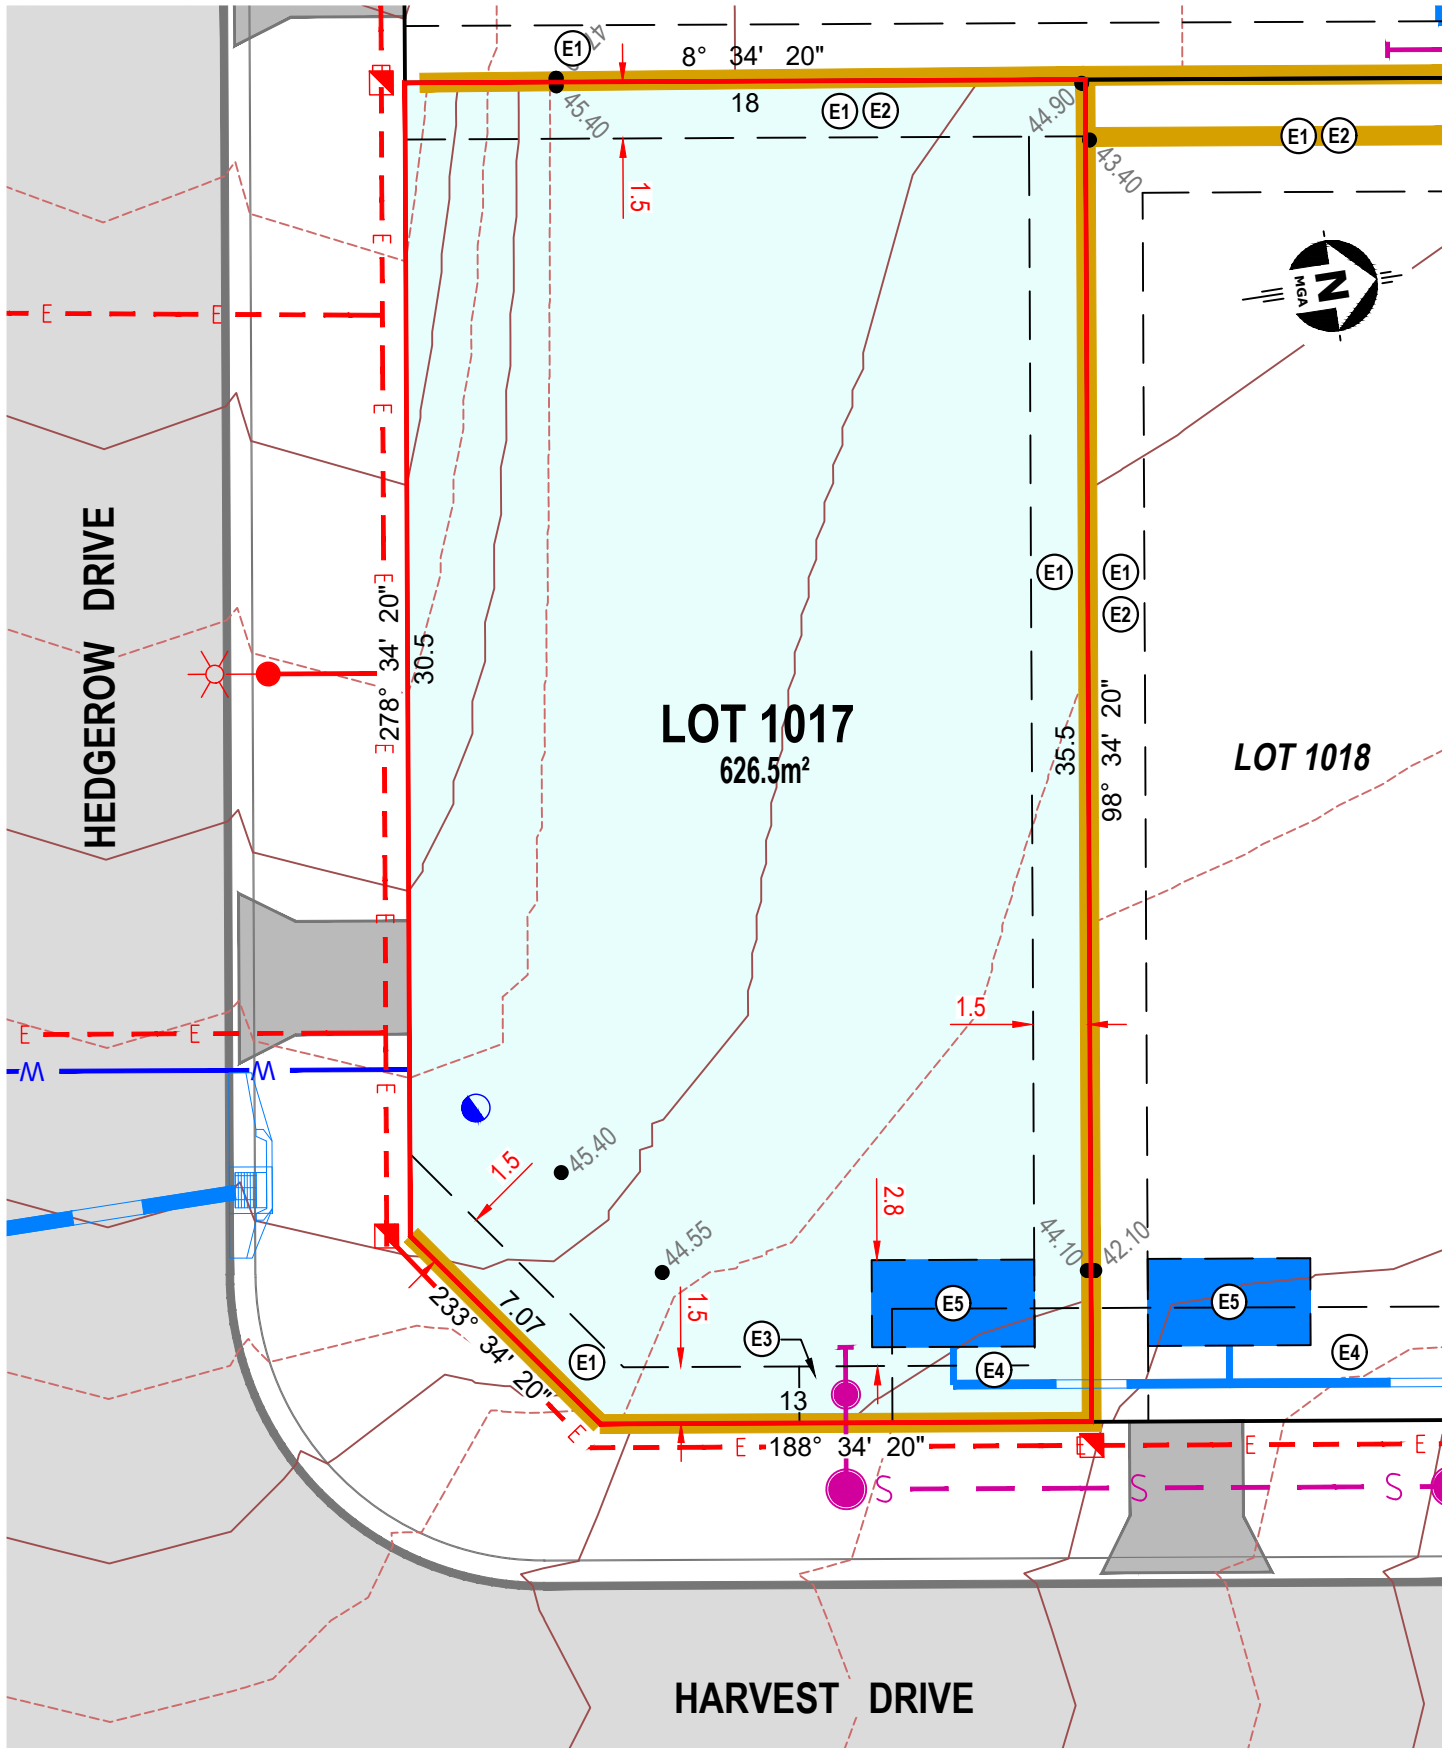 E1
8° 34' 20"
18
E1 E2
45.40
44.90
43.40
E1 E2
1.5
N
MGA
E
E
E
E
E
E
HEDGEROW DRIVE
278° 34' 20"
30.5
E1
E1
E2
LOT 1017
626.5m²
35.5
98° 34' 20"
LOT 1018
E
E
E
E
E
1.5
W
W
E
45.40
1.5
2.8
44.55
44.10
42.10
E5
E5
7.07
233° 34' 20"
1.5
E3
E1
E4
E4
13
E
E
188° 34' 20"
E
E
E
S
S
S
HARVEST DRIVE